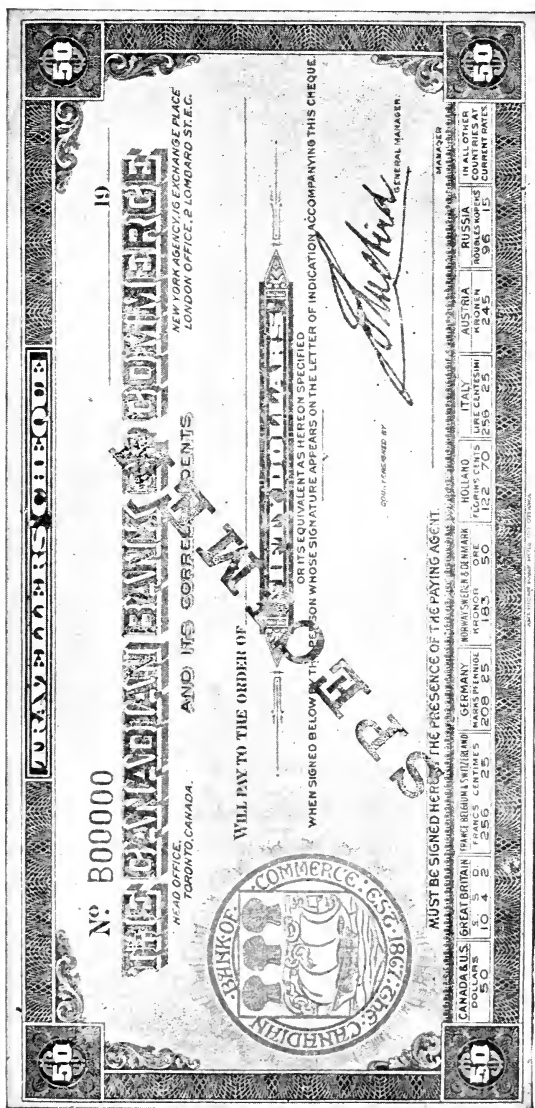 TRAVELLERS CHEQUE
50 50
Nº B00000 19
THE CANADIAN BANK OF COMMERCE
HEAD OFFICE, TORONTO, CANADA.
AND ITS CORRESPONDENTS
NEW YORK AGENCY, 16 EXCHANGE PLACE
LONDON OFFICE, 2 LOMBARD ST. E.C.
WILL PAY TO THE ORDER OF
FIFTY DOLLARS
OR ITS EQUIVALENT AS HEREON SPECIFIED
WHEN SIGNED BELOW BY THE PERSON WHOSE SIGNATURE APPEARS ON THE LETTER OF INDICATION ACCOMPANYING THIS CHEQUE.
SPECIMEN
THE CANADIAN BANK OF COMMERCE. EST. 1867.
GENERAL MANAGER.
COUNTERSIGNED BY
MANAGER
MUST BE SIGNED HERE IN THE PRESENCE OF THE PAYING AGENT.
CANADA & U.S. DOLLARS 50
GREAT BRITAIN £ S D 10 4 2
FRANCE BELGIUM & SWITZERLAND FRANCS CENTIMES 256 25
GERMANY MARKS PFENNIGE 208 25
NORWAY SWEDEN & DENMARK KRONOR ORE 183 50
HOLLAND FLORINS CENTS 122 70
ITALY LIRE CENTESIMI 256 25
AUSTRIA KRONEN 245
RUSSIA ROUBLES KOPEKS 96 5
IN ALL OTHER COUNTRIES AT CURRENT RATES
50 50